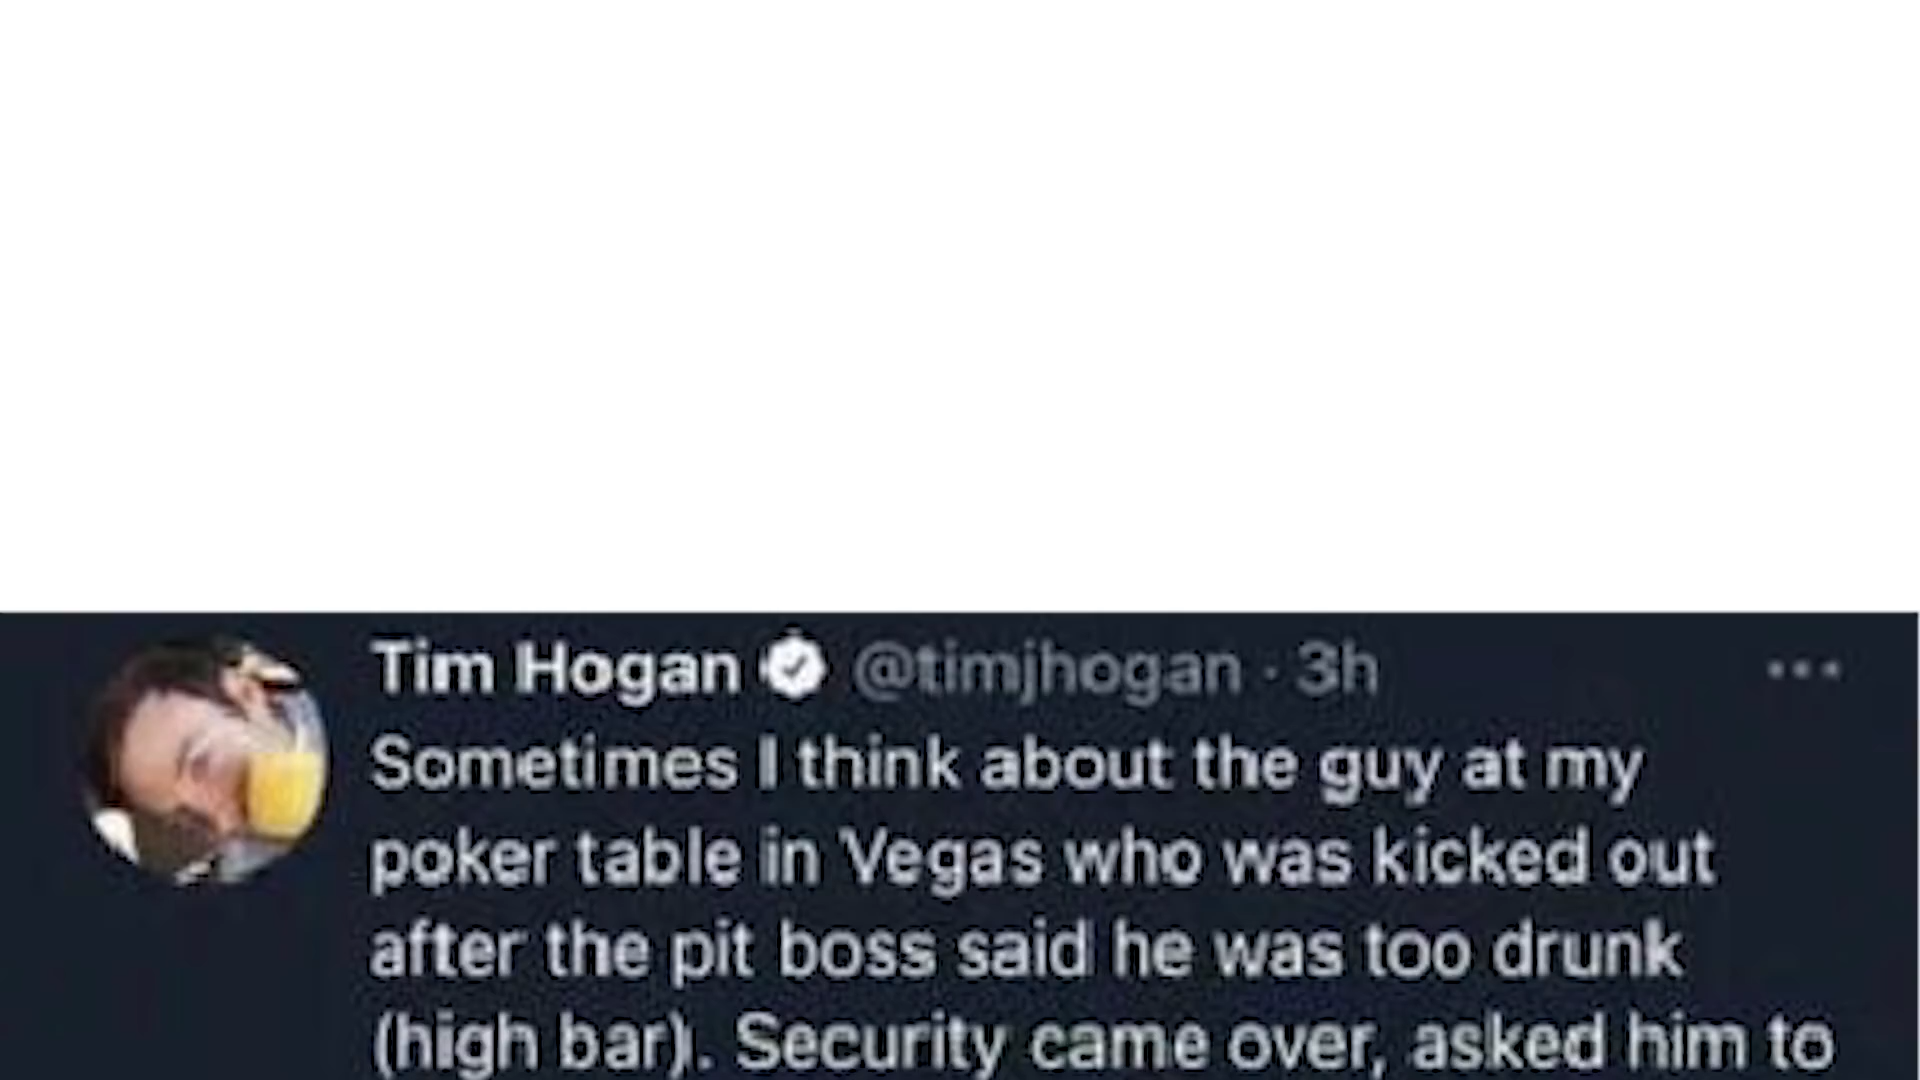 Tim Hogan @timjhogan · 3h
Sometimes I think about the guy at my
poker table in Vegas who was kicked out
after the pit boss said he was too drunk
(high bar). Security came over, asked him to